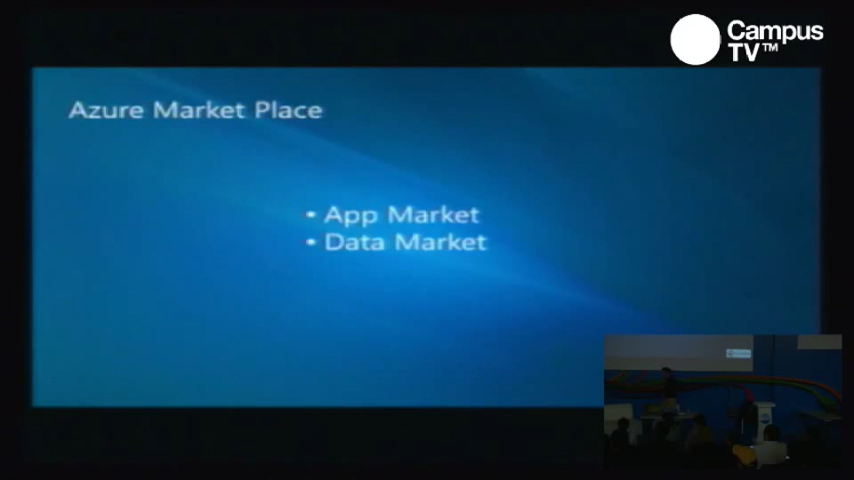 Campus
TV™
Azure Market Place
• App Market
• Data Market